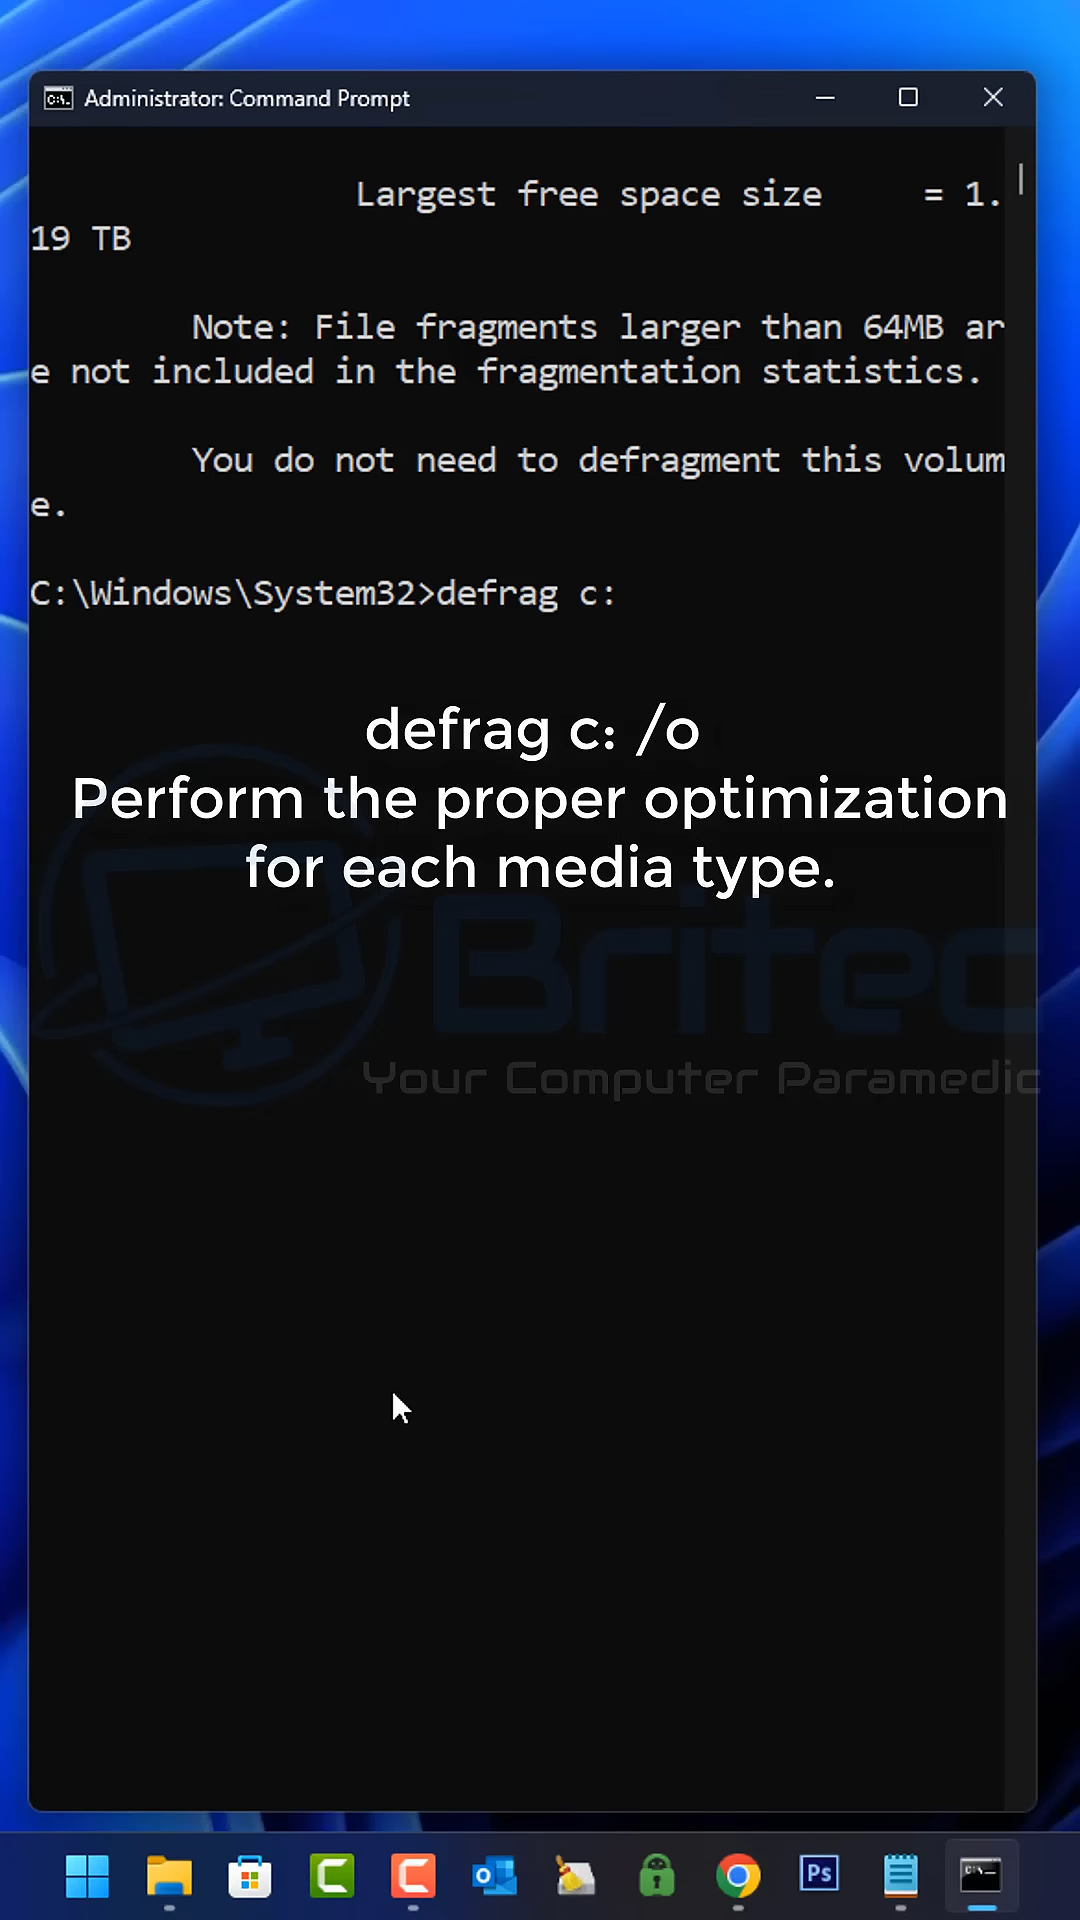 Administrator: Command Prompt
Largest free space size = 1.
19 TB
Note: File fragments larger than 64MB ar
e not included in the fragmentation statistics.
You do not need to defragment this volum
e.
C:\Windows\System32>defrag c:
defrag c: /o
Perform the proper optimization
for each media type.
Britec
Your Computer Paramedic
Ps